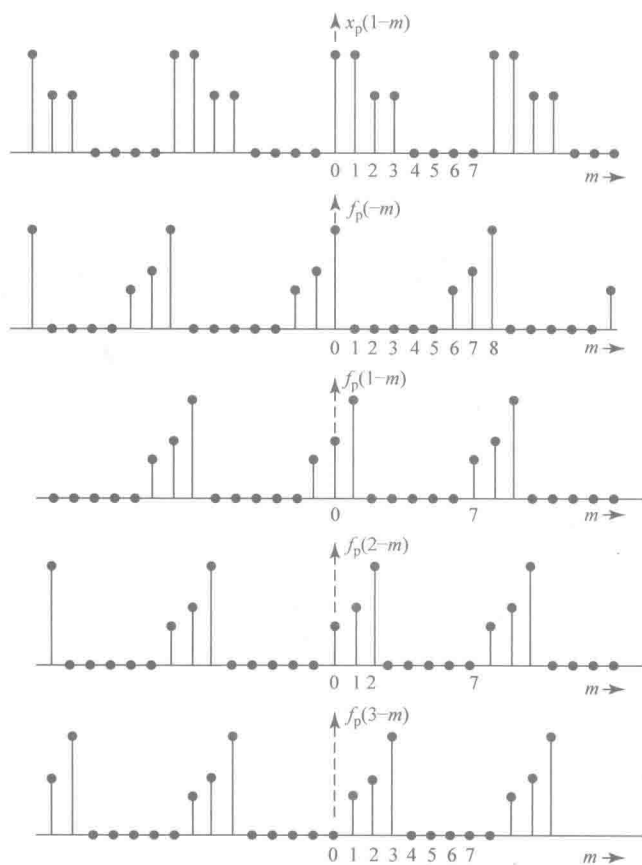 x_p(1−m)
0 1 2 3 4 5 6 7 m→
f_p(−m)
0 1 2 3 4 5 6 7 8 m→
f_p(1−m)
0 7 m→
f_p(2−m)
0 1 2 7 m→
f_p(3−m)
0 1 2 3 4 5 6 7 m→